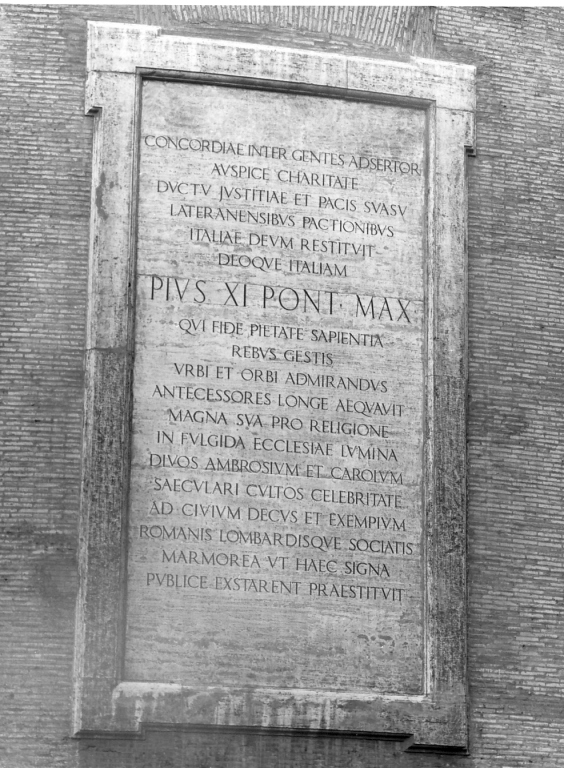 CONCORDIAE INTER GENTES ADSERTOR
AVSPICE CHARITATE
DVCTV JVSTITIAE ET PACIS SVASV
LATERANENSIBVS PACTIONIBVS
ITALIAE DEVM RESTITVIT
DEOQVE ITALIAM
PIVS XI PONT· MAX
QVI FIDE PIETATE SAPIENTIA
REBVS GESTIS
VRBI ET ORBI ADMIRANDVS
ANTECESSORES LONGE AEQVAVIT
MAGNA SVA PRO RELIGIONE
IN FVLGIDA ECCLESIAE LVMINA
DIVOS AMBROSIVM ET CAROLVM
SAECVLARI CVLTOS CELEBRITATE
AD CIVIVM DECVS ET EXEMPIVM
ROMANIS LOMBARDISQVE SOCIATIS
MARMOREA VT HAEC SIGNA
PVBLICE EXSTARENT PRAESTITVIT